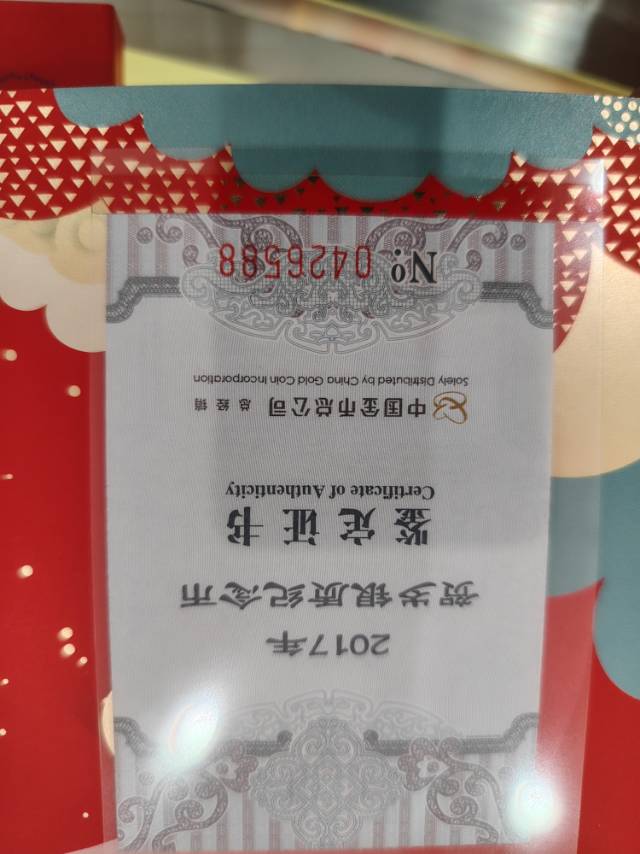 2017年
贺岁银质纪念币
鉴定证书
Certificate of Authenticity
中国金币总公司 总经销
Solely Distributed by China Gold Coin Incorporation
No. 0426588